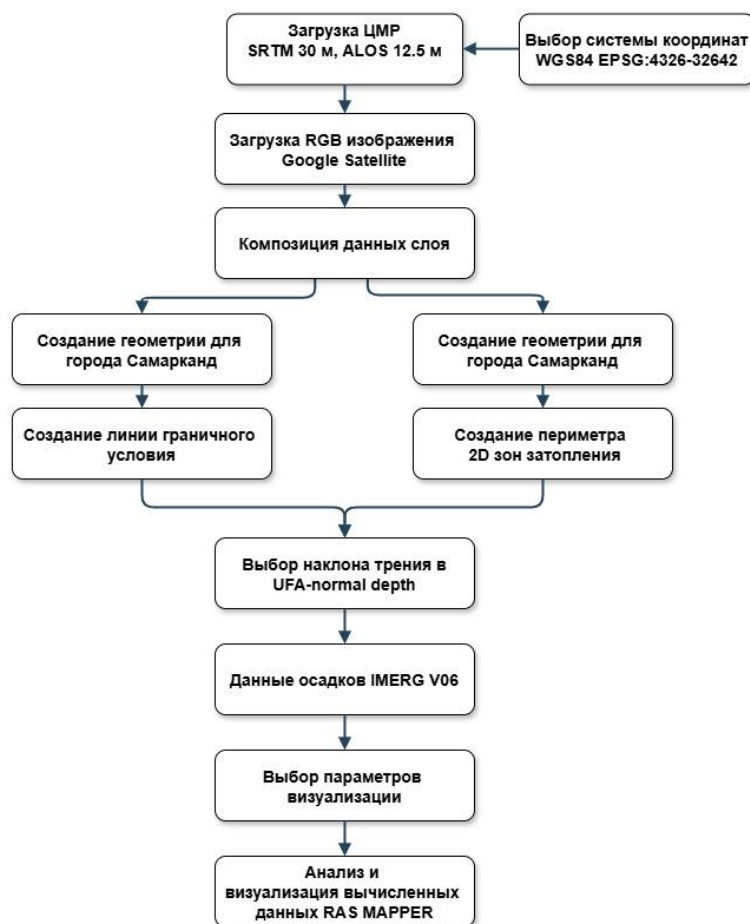 Загрузка ЦМР
SRTM 30 м, ALOS 12.5 м
Выбор системы координат
WGS84 EPSG:4326-32642
Загрузка RGB изображения
Google Satellite
Композиция данных слоя
Создание геометрии для
города Самарканд
Создание геометрии для
города Самарканд
Создание линии граничного
условия
Создание периметра
2D зон затопления
Выбор наклона трения в
UFA-normal depth
Данные осадков IMERG V06
Выбор параметров
визуализации
Анализ и
визуализация вычисленных
данных RAS MAPPER